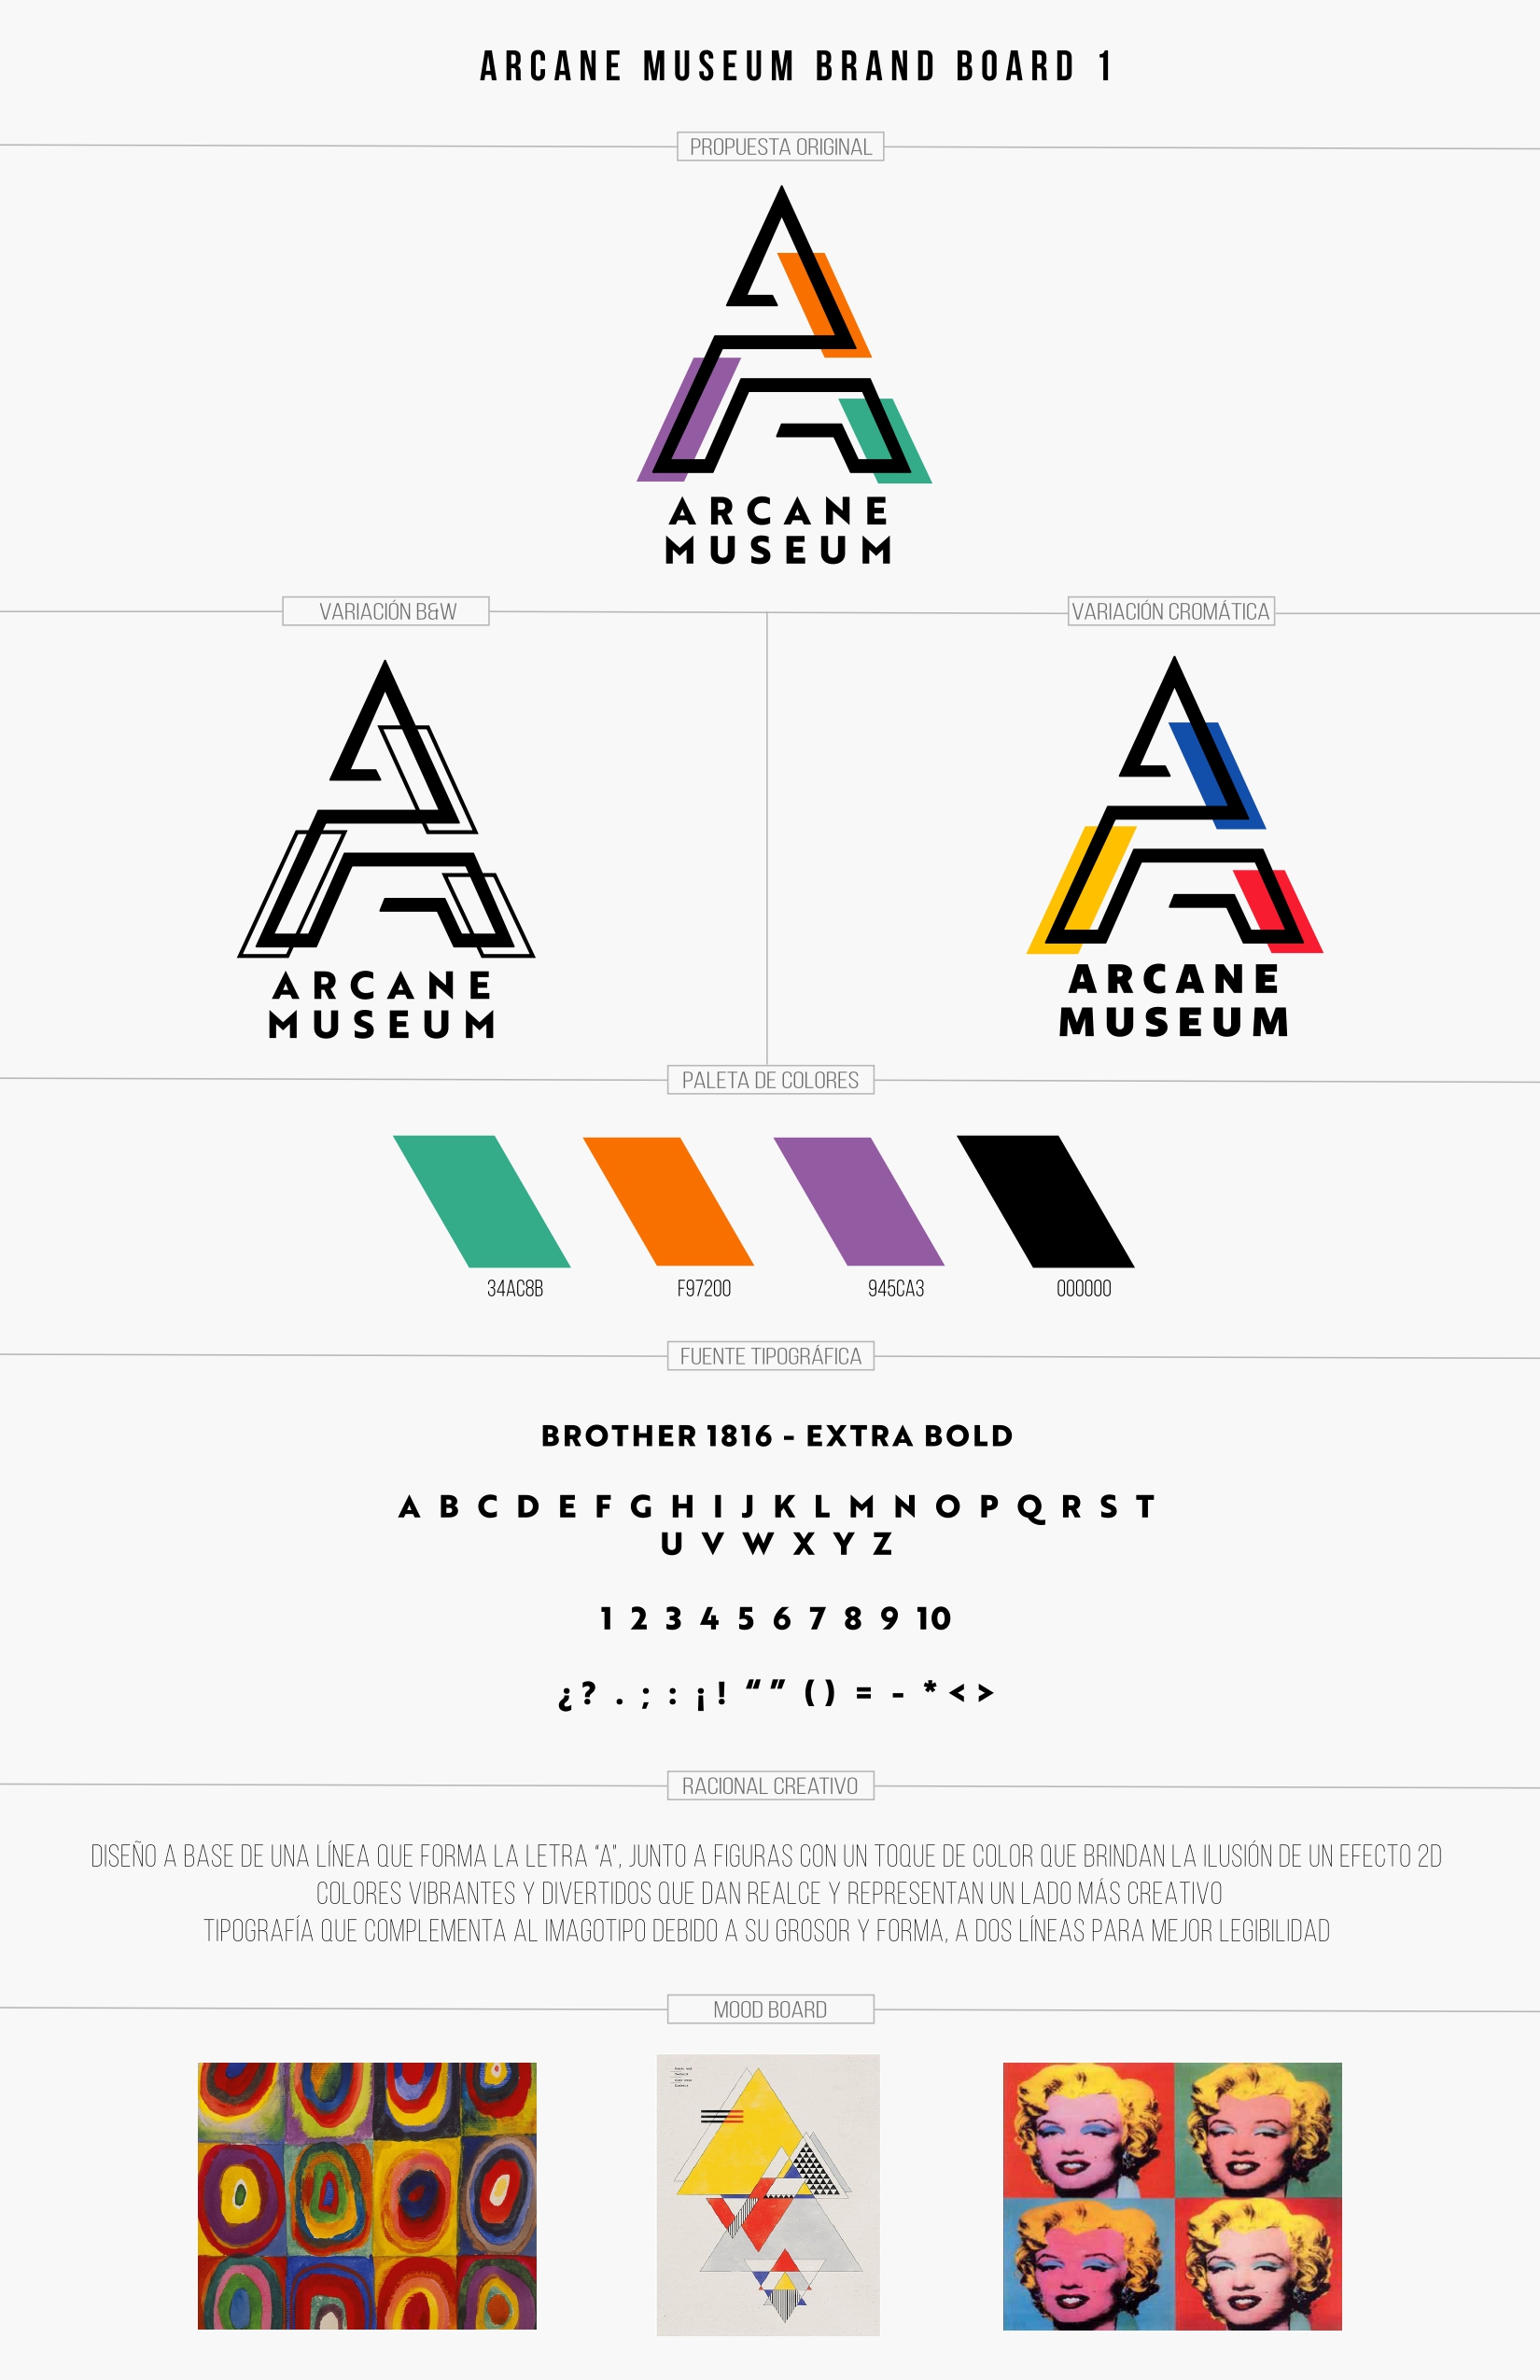 ARCANE MUSEUM BRAND BOARD 1
PROPUESTA ORIGINAL
ARCANE
MUSEUM
VARIACIÓN B&W
VARIACIÓN CROMÁTICA
ARCANE
MUSEUM
ARCANE
MUSEUM
PALETA DE COLORES
34AC8B
F97200
945CA3
000000
FUENTE TIPOGRÁFICA
BROTHER 1816 - EXTRA BOLD
A B C D E F G H I J K L M N O P Q R S T
U V W X Y Z
1 2 3 4 5 6 7 8 9 10
¿? . ; : ¡! “” () = - * < >
RACIONAL CREATIVO
DISEÑO A BASE DE UNA LÍNEA QUE FORMA LA LETRA “A”, JUNTO A FIGURAS CON UN TOQUE DE COLOR QUE BRINDAN LA ILUSIÓN DE UN EFECTO 2D
COLORES VIBRANTES Y DIVERTIDOS QUE DAN REALCE Y REPRESENTAN UN LADO MÁS CREATIVO
TIPOGRAFÍA QUE COMPLEMENTA AL IMAGOTIPO DEBIDO A SU GROSOR Y FORMA, A DOS LÍNEAS PARA MEJOR LEGIBILIDAD
MOOD BOARD